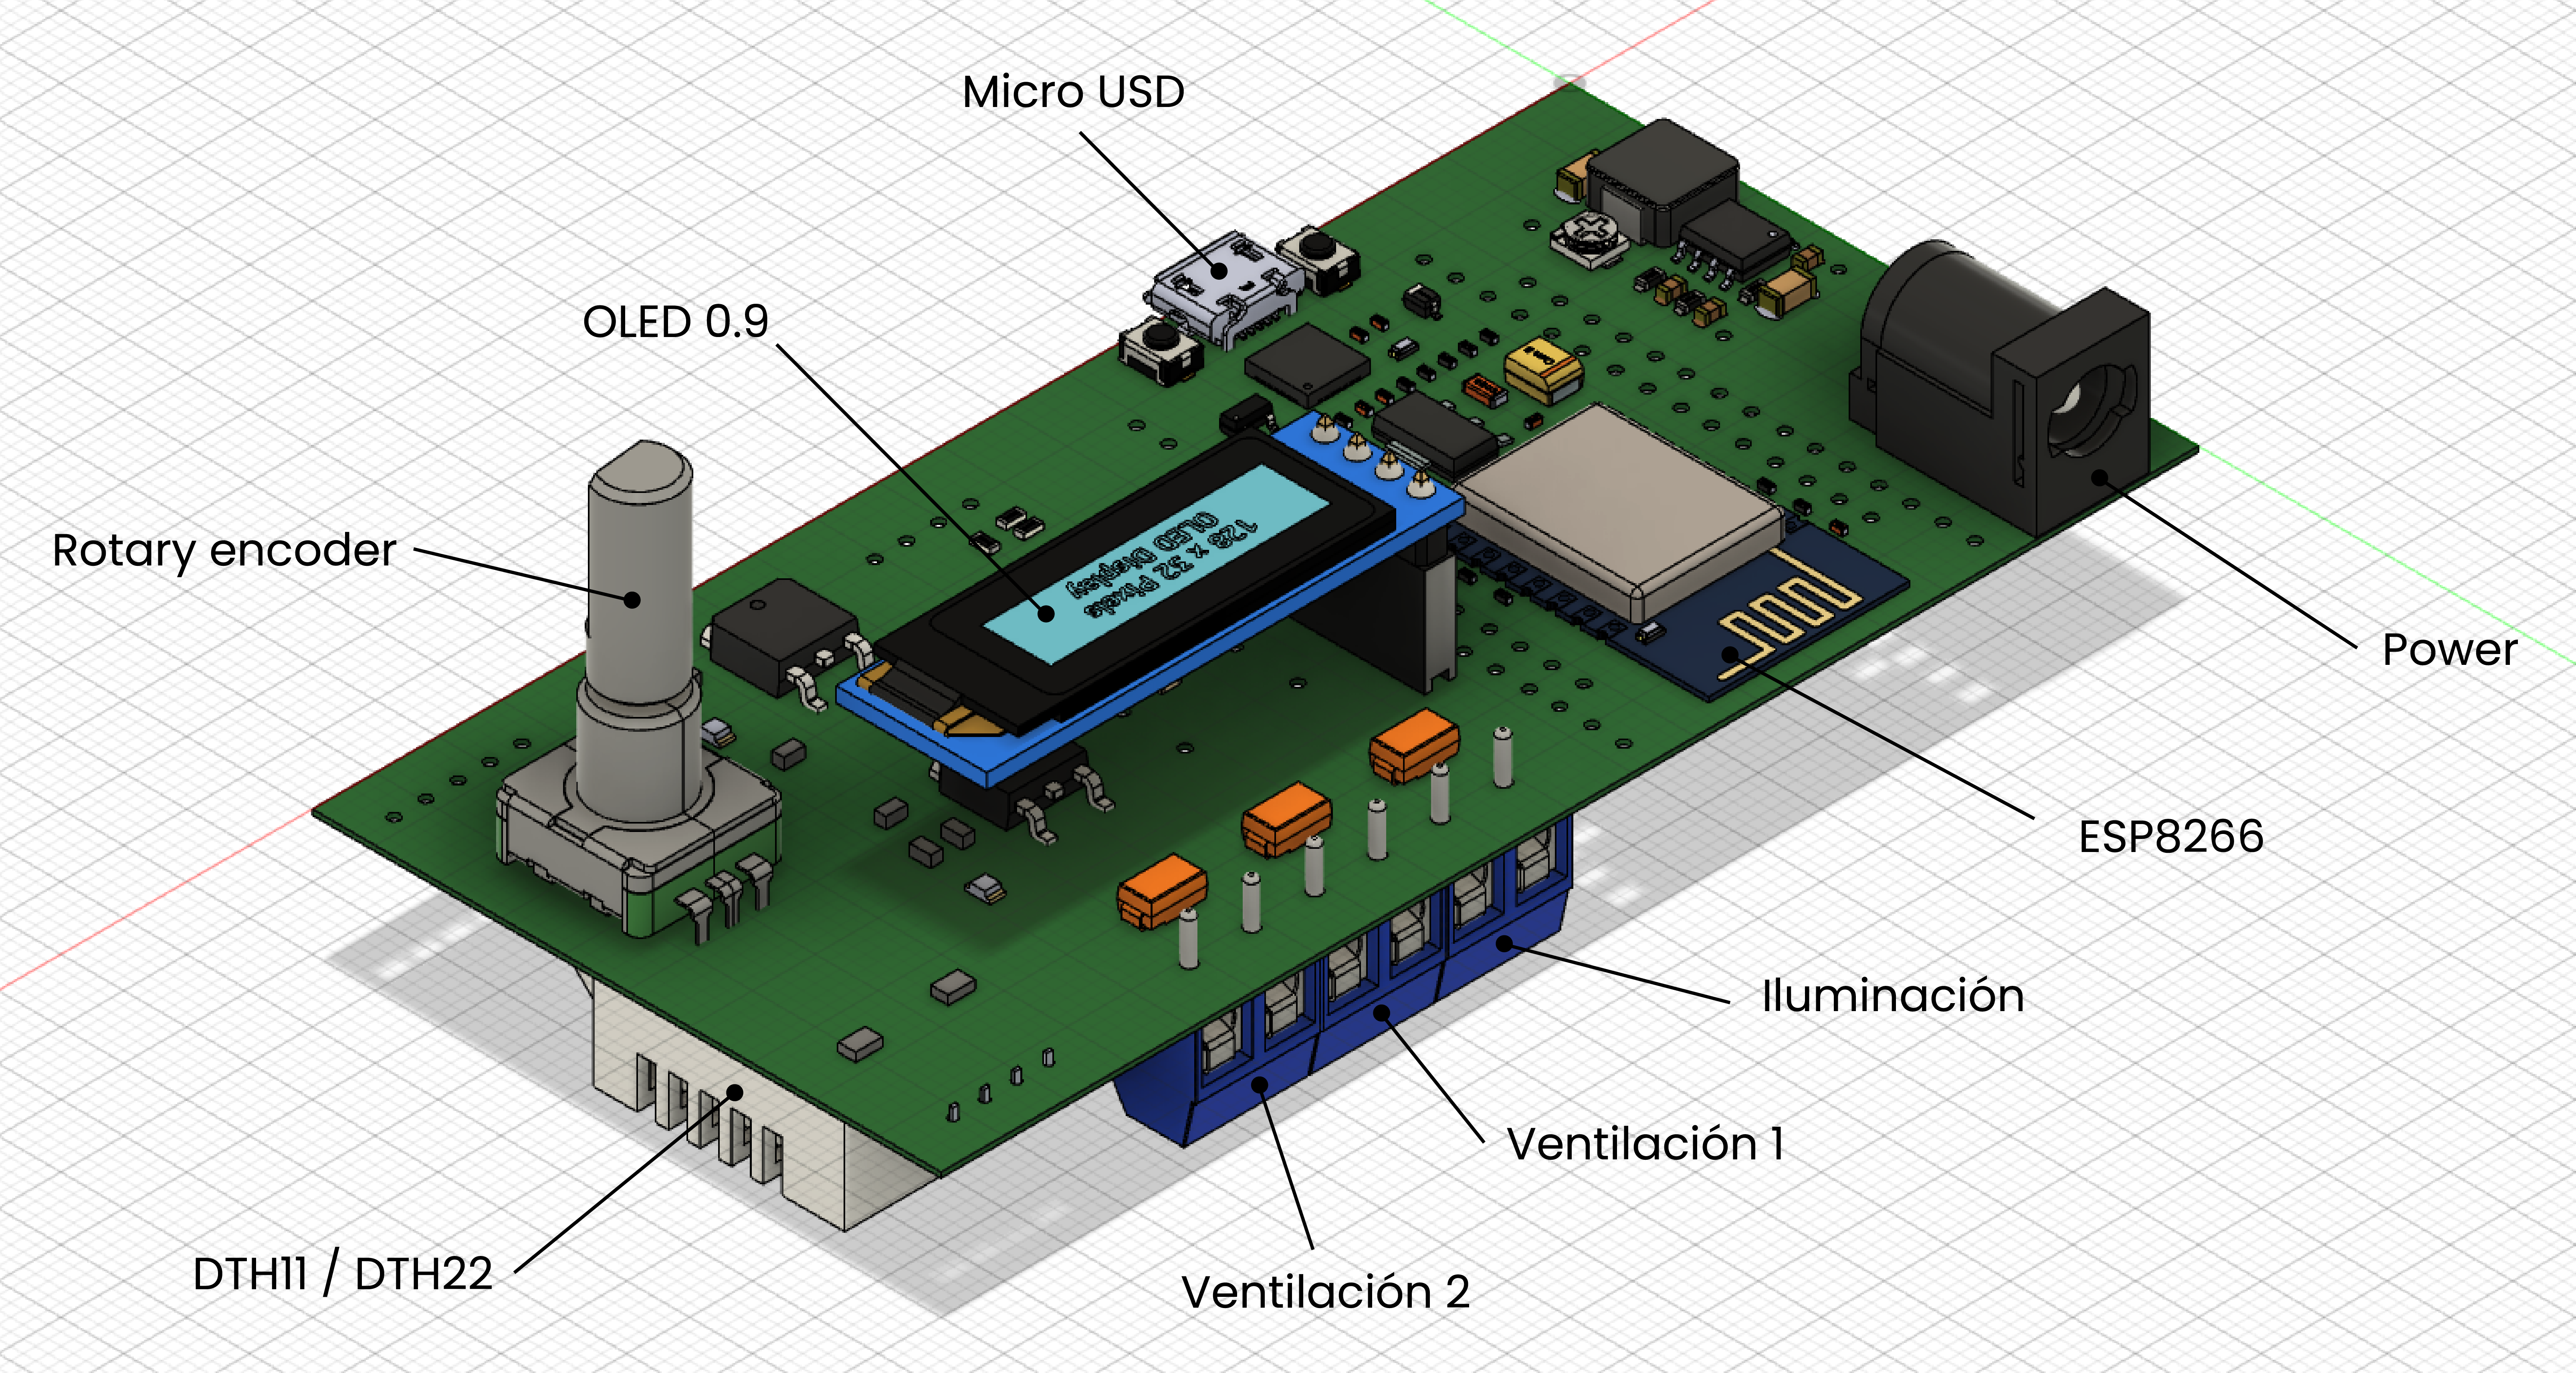 Micro USD
OLED 0.9
Rotary encoder
128 x 32 Pixels
OLED Display
Power
ESP8266
Iluminación
Ventilación 1
DTH11 / DTH22
Ventilación 2